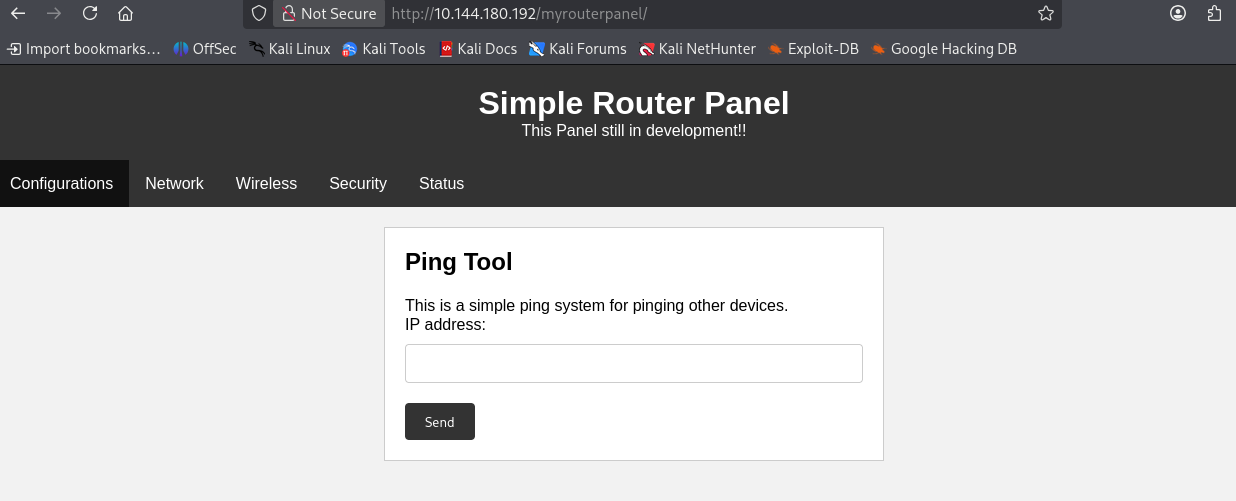 Not Secure http://10.144.180.192/myrouterpanel/
Import bookmarks... OffSec Kali Linux Kali Tools Kali Docs Kali Forums Kali NetHunter Exploit-DB Google Hacking DB
Simple Router Panel
This Panel still in development!!
Configurations Network Wireless Security Status
Ping Tool
This is a simple ping system for pinging other devices.
IP address:
Send